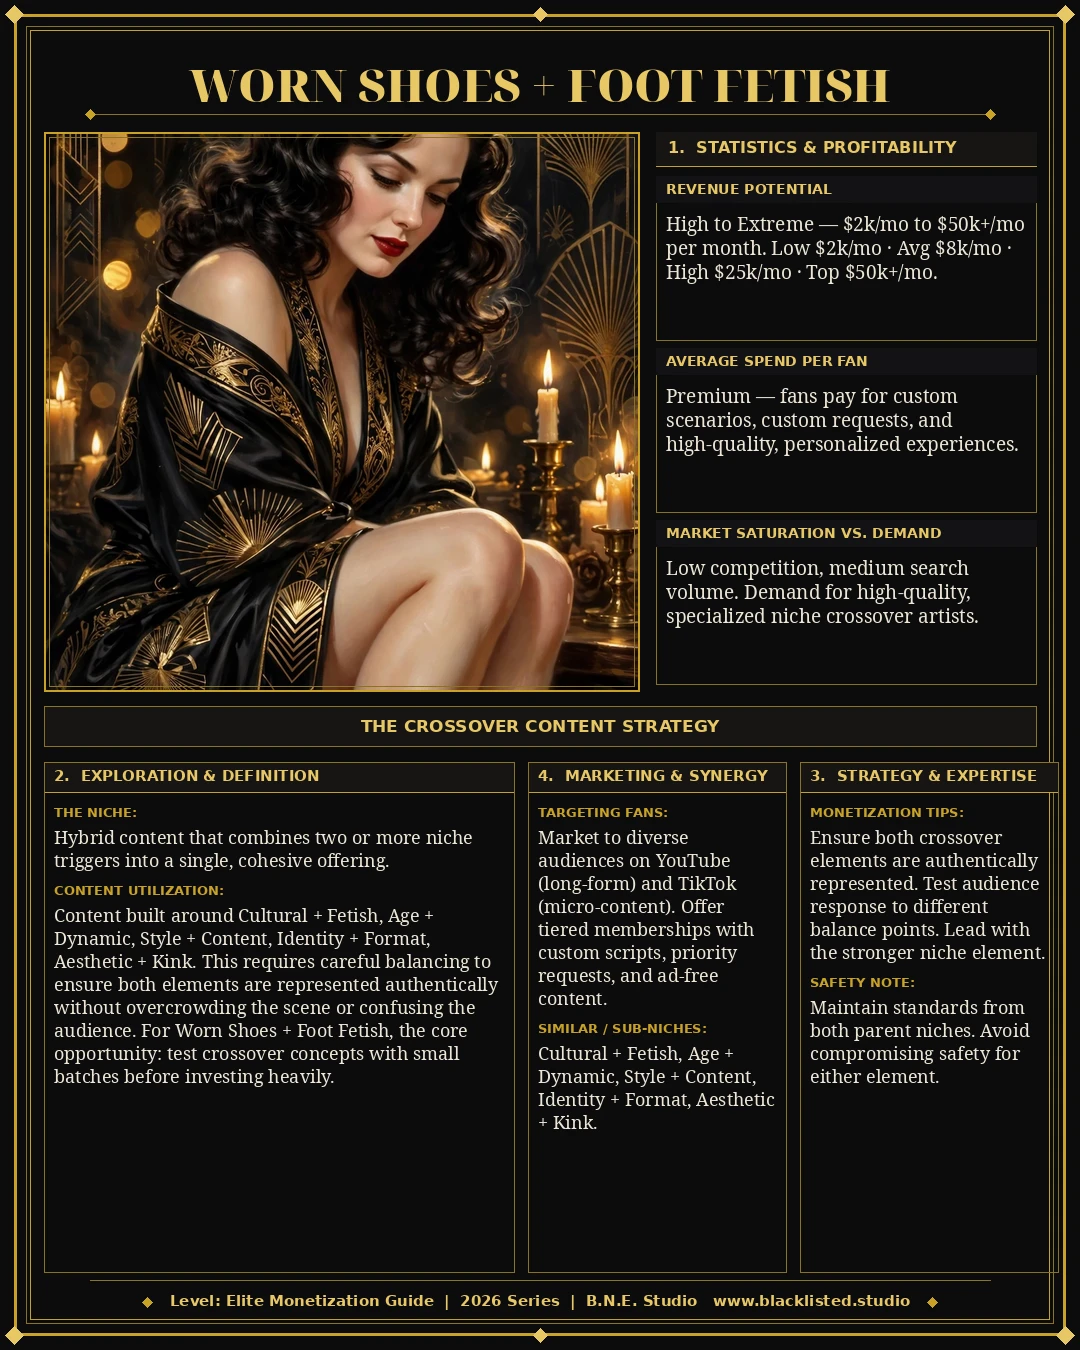 WORN SHOES + FOOT FETISH
1. STATISTICS & PROFITABILITY
REVENUE POTENTIAL
High to Extreme — $2k/mo to $50k+/mo
per month. Low $2k/mo · Avg $8k/mo ·
High $25k/mo · Top $50k+/mo.
AVERAGE SPEND PER FAN
Premium — fans pay for custom
scenarios, custom requests, and
high-quality, personalized experiences.
MARKET SATURATION VS. DEMAND
Low competition, medium search
volume. Demand for high-quality,
specialized niche crossover artists.
THE CROSSOVER CONTENT STRATEGY
2. EXPLORATION & DEFINITION
THE NICHE:
Hybrid content that combines two or more niche
triggers into a single, cohesive offering.
CONTENT UTILIZATION:
Content built around Cultural + Fetish, Age +
Dynamic, Style + Content, Identity + Format,
Aesthetic + Kink. This requires careful balancing to
ensure both elements are represented authentically
without overcrowding the scene or confusing the
audience. For Worn Shoes + Foot Fetish, the core
opportunity: test crossover concepts with small
batches before investing heavily.
4. MARKETING & SYNERGY
TARGETING FANS:
Market to diverse
audiences on YouTube
(long-form) and TikTok
(micro-content). Offer
tiered memberships with
custom scripts, priority
requests, and ad-free
content.
SIMILAR / SUB-NICHES:
Cultural + Fetish, Age +
Dynamic, Style + Content,
Identity + Format, Aesthetic
+ Kink.
3. STRATEGY & EXPERTISE
MONETIZATION TIPS:
Ensure both crossover
elements are authentically
represented. Test audience
response to different
balance points. Lead with
the stronger niche element.
SAFETY NOTE:
Maintain standards from
both parent niches. Avoid
compromising safety for
either element.
Level: Elite Monetization Guide | 2026 Series | B.N.E. Studio www.blacklisted.studio